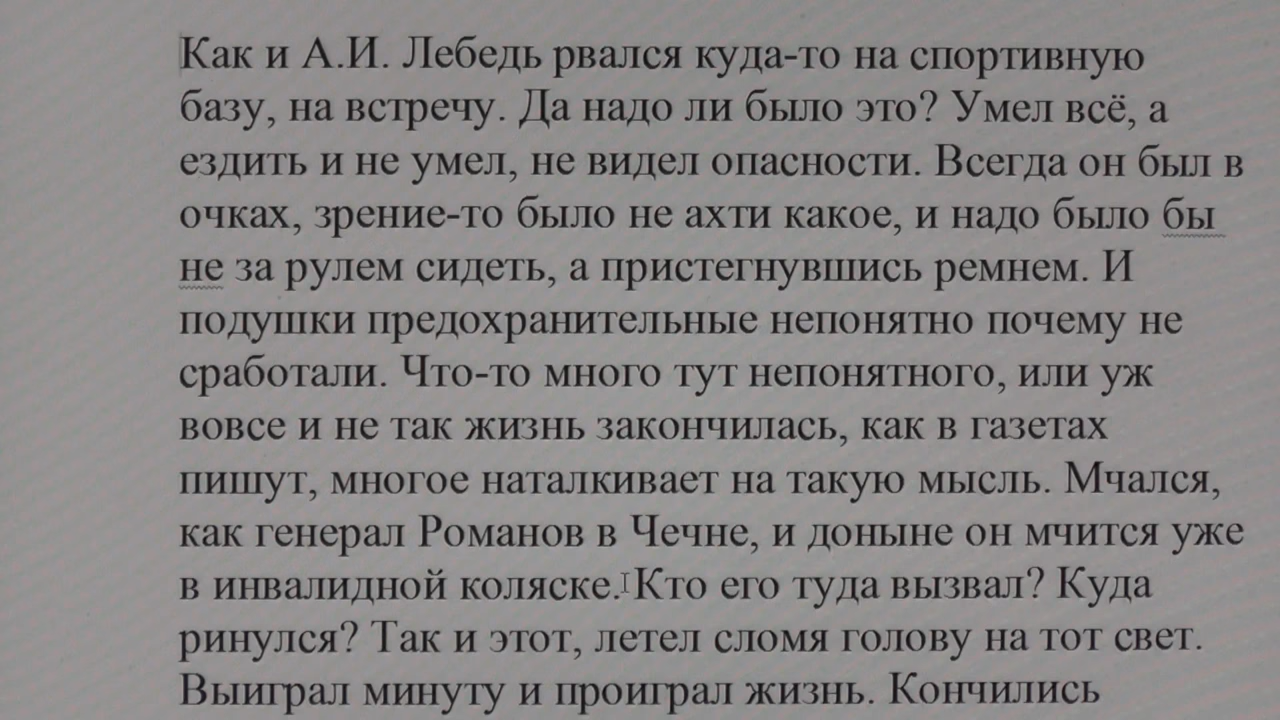 Как и А.И. Лебедь рвался куда-то на спортивную
базу, на встречу. Да надо ли было это? Умел всё, а
ездить и не умел, не видел опасности. Всегда он был в
очках, зрение-то было не ахти какое, и надо было бы
не за рулем сидеть, а пристегнувшись ремнем. И
подушки предохранительные непонятно почему не
сработали. Что-то много тут непонятного, или уж
вовсе и не так жизнь закончилась, как в газетах
пишут, многое наталкивает на такую мысль. Мчался,
как генерал Романов в Чечне, и доныне он мчится уже
в инвалидной коляске. Кто его туда вызвал? Куда
ринулся? Так и этот, летел сломя голову на тот свет.
Выиграл минуту и проиграл жизнь. Кончились